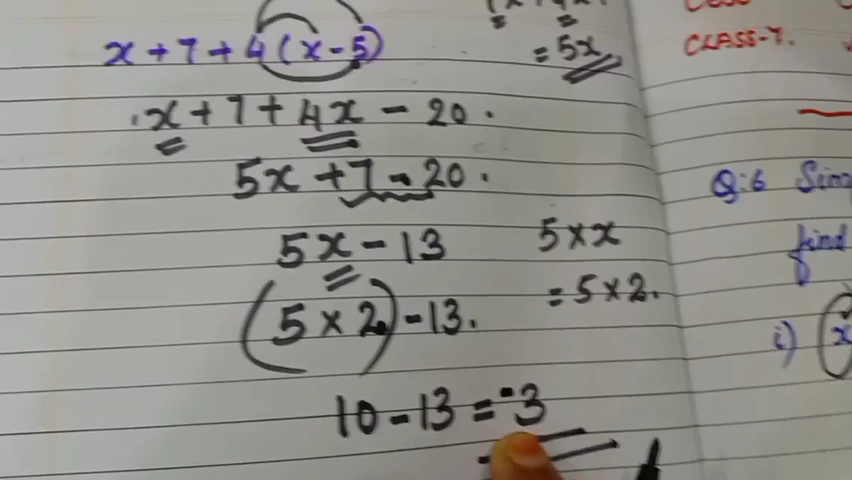 x + 7 + 4 (x - 5)
= 5x
x + 7 + 4x - 20.
5x + 7 - 20.
5x - 13
5 × x
= 5 × 2.
(5 × 2) - 13.
10 - 13 = -3
CLASS-7.
Q:6
find
i) (x